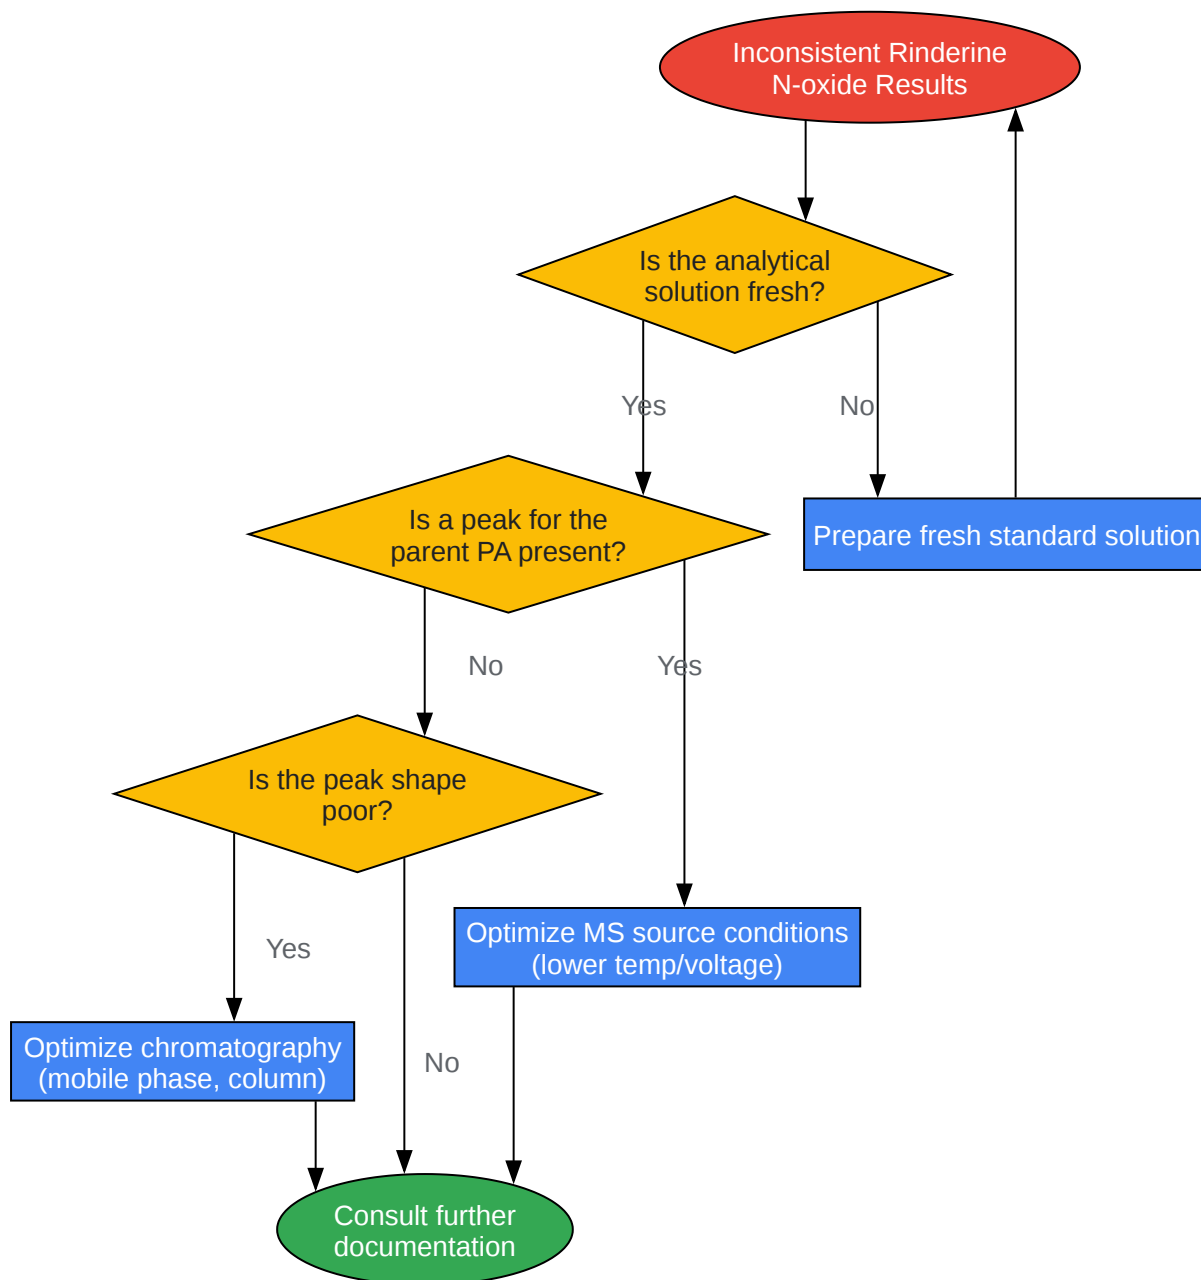 Inconsistent Rinderine
N-oxide Results
Is the analytical
solution fresh?
Yes
No
Is a peak for the
parent PA present?
Prepare fresh standard solution
No
Yes
Is the peak shape
poor?
Optimize MS source conditions
(lower temp/voltage)
Yes
Optimize chromatography
(mobile phase, column)
No
Consult further
documentation